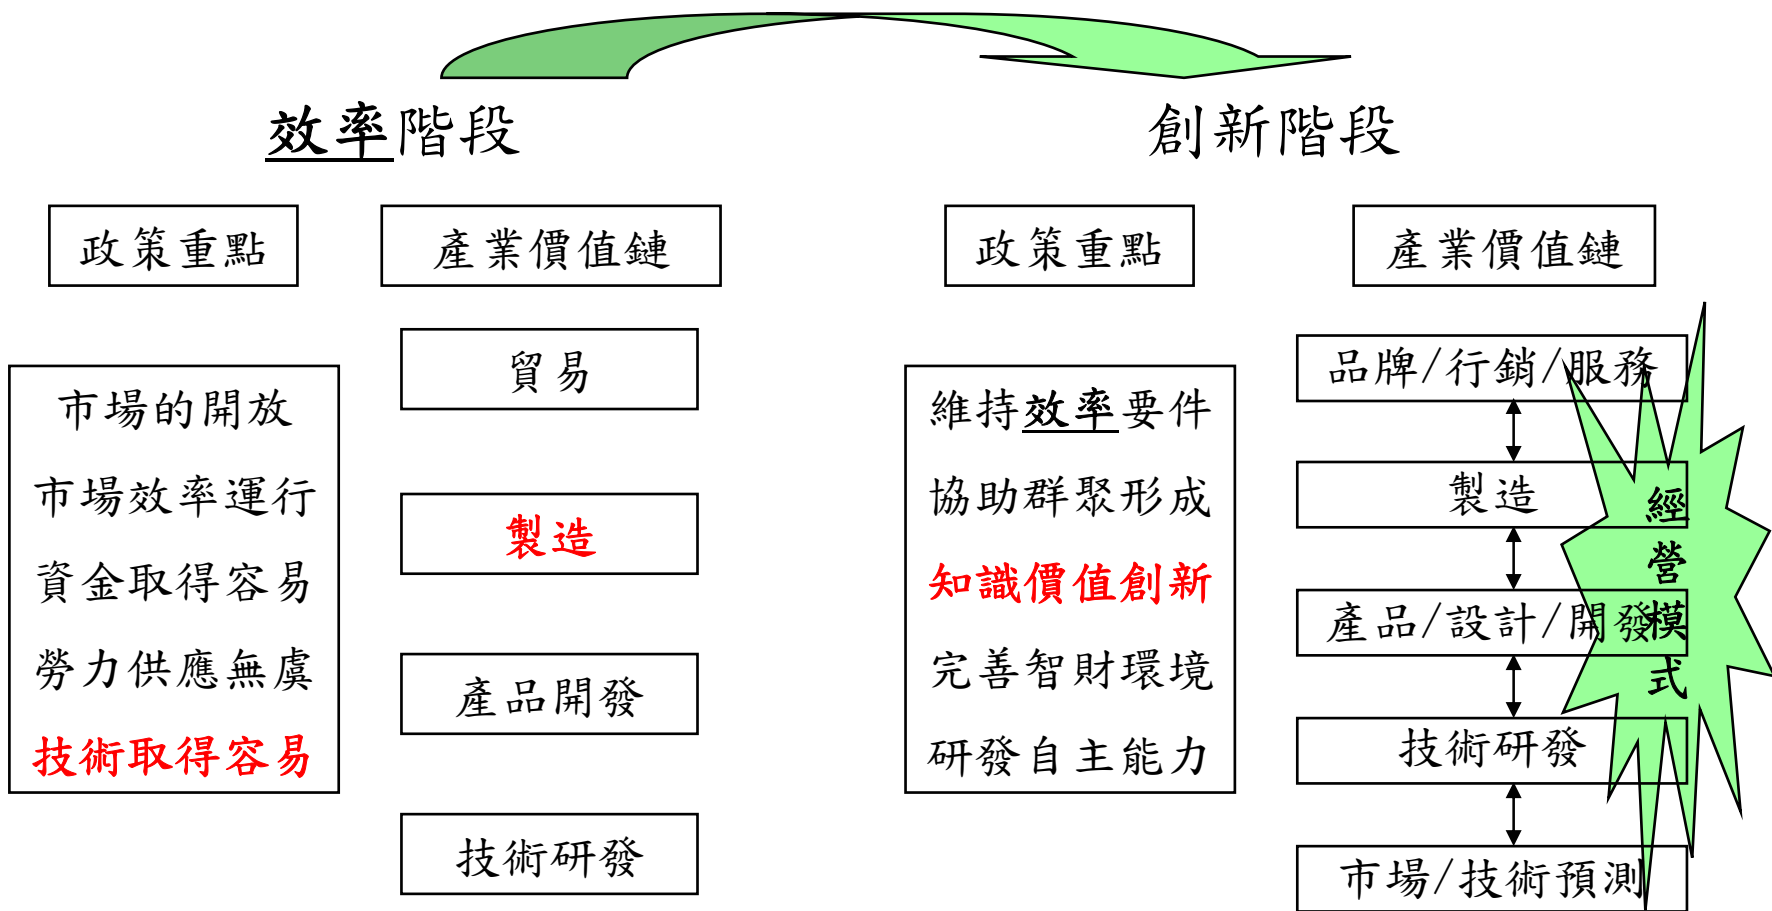 效率階段
創新階段
政策重點
產業價值鏈
政策重點
產業價值鏈
市場的開放
市場效率運行
資金取得容易
勞力供應無虞
技術取得容易
貿易
製造
產品開發
技術研發
維持效率要件
協助群聚形成
知識價值創新
完善智財環境
研發自主能力
品牌/行銷/服務
製造
產品/設計/開發
技術研發
市場/技術預測
經營模式